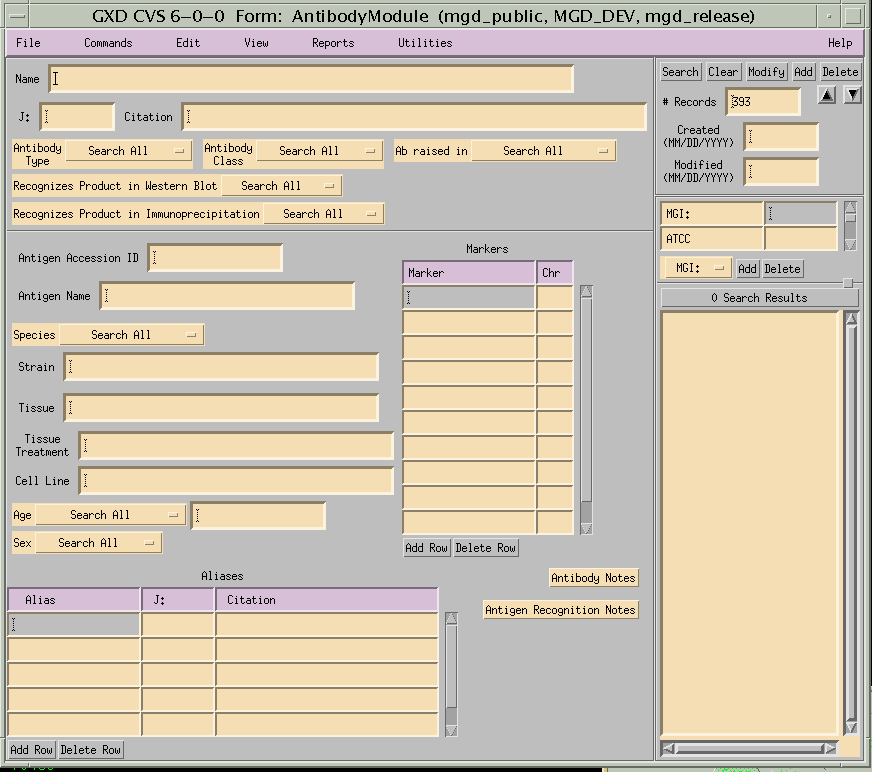 GXD CVS 6-0-0 Form: AntibodyModule (mgd_public, MGD_DEV, mgd_release)
File Commands Edit View Reports Utilities Help
Name
J: Citation
Antibody Type Search All Antibody Class Search All Ab raised in Search All
Recognizes Product in Western Blot Search All
Recognizes Product in Immunoprecipitation Search All
Search Clear Modify Add Delete
# Records 393
Created
(MM/DD/YYYY)
Modified
(MM/DD/YYYY)
MGI:
ATCC
MGI: Add Delete
0 Search Results
Antigen Accession ID
Antigen Name
Species Search All
Strain
Tissue
Tissue
Treatment
Cell Line
Age Search All
Sex Search All
Markers
Marker Chr
Add Row Delete Row
Antibody Notes
Antigen Recognition Notes
Aliases
Alias J: Citation
Add Row Delete Row